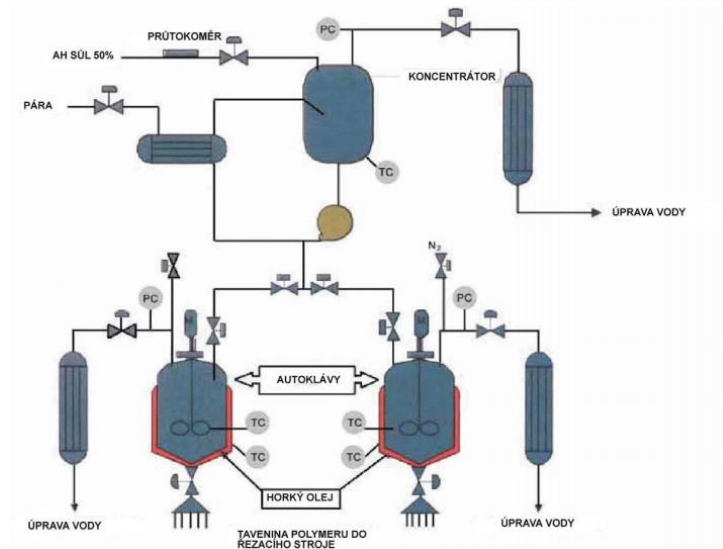 PC
PRŮTOKOMĚR
AH SŮL 50%
KONCENTRÁTOR
PÁRA
TC
ÚPRAVA VODY
N₂
PC
PC
M
M
AUTOKLÁVY
TC
TC
TC
TC
HORKÝ OLEJ
ÚPRAVA VODY
ÚPRAVA VODY
TAVENINA POLYMERU DO
ŘEZACÍHO STROJE